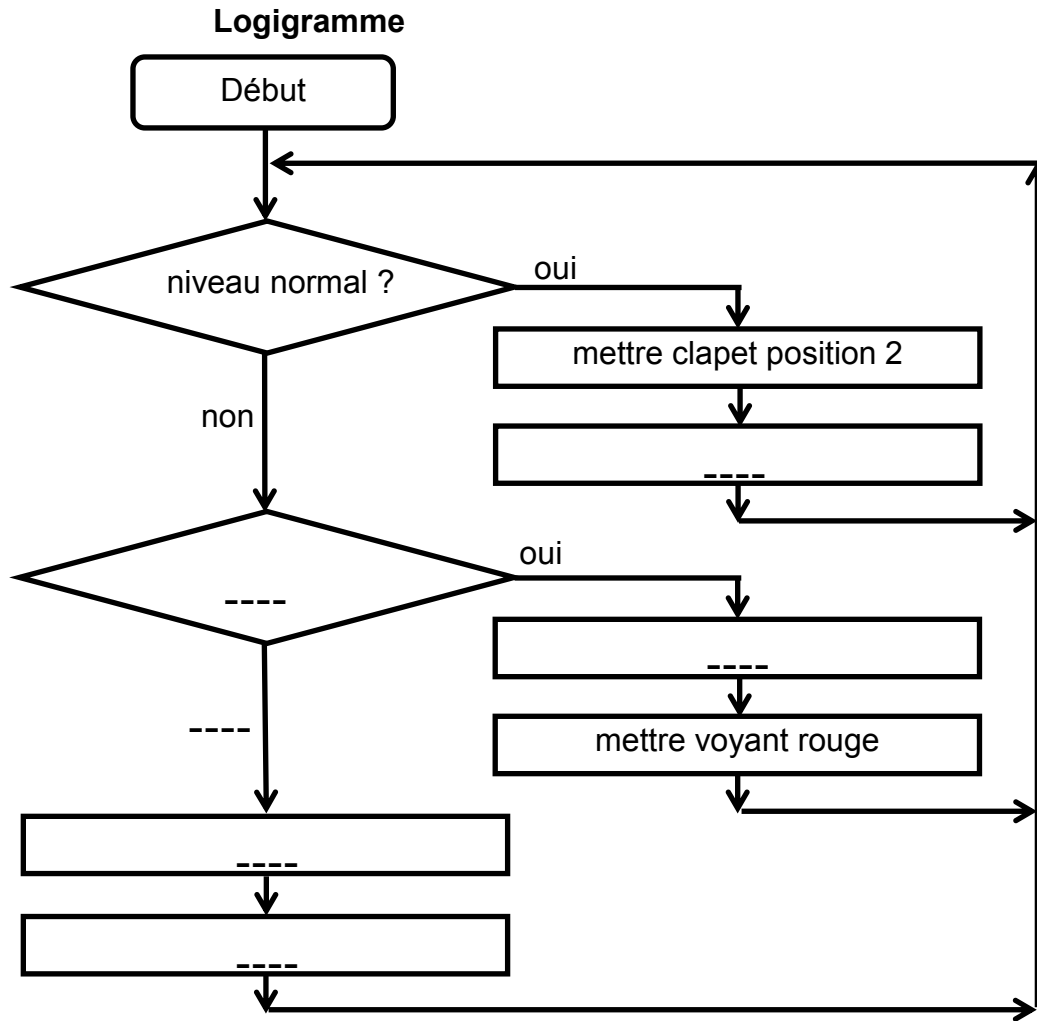 Logigramme
Début
niveau normal ?
oui
mettre clapet position 2
----
non
----
oui
----
mettre voyant rouge
----
----
----